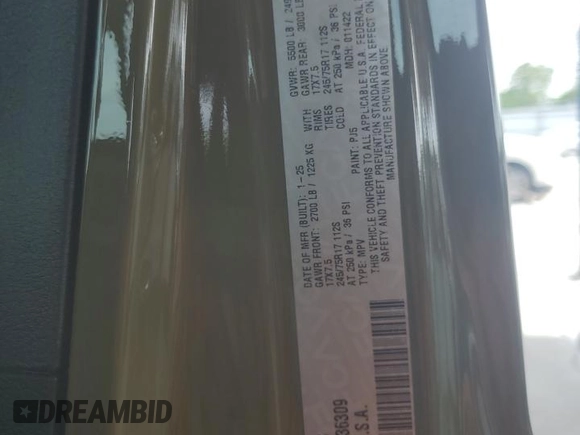 DATE OF MFR (BUILT): 1-25 GVWR: 5500 LB / 249
GAWR FRONT: 2700 LB / 1225 KG WITH GAWR REAR: 3000 LB
17X7.5 RIMS 17X7.5
245/75R17 112S TIRES 245/75R17 112S
AT 250 kPa / 36 PSI COLD AT 250 kPa / 36 PSI
TYPE: MPV PAINT: PJ5 MDH: 011422
THIS VEHICLE CONFORMS TO ALL APPLICABLE U.S.A. FEDERAL
SAFETY AND THEFT PREVENTION STANDARDS IN EFFECT ON
MANUFACTURE SHOWN ABOVE.
36309
.S.A.
DREAMBID